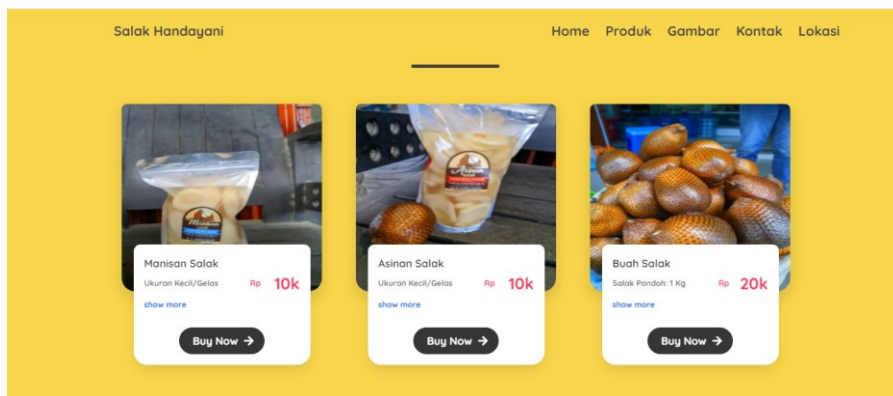 Salak Handayani
Home Produk Gambar Kontak Lokasi
Manisan Salak
Ukuran Kecil/Gelas Rp 10k
show more
Buy Now →
Asinan Salak
Ukuran Kecil/Gelas Rp 10k
show more
Buy Now →
Buah Salak
Salak Pondoh: 1 Kg Rp 20k
show more
Buy Now →